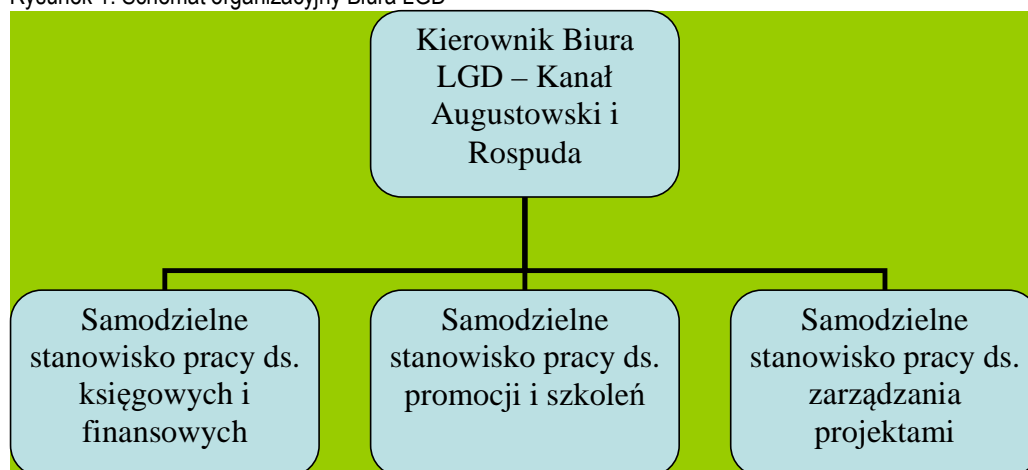 Rysunek 1. Schemat organizacyjny Biura LGD
Kierownik Biura
LGD – Kanał
Augustowski i
Rospuda
Samodzielne
stanowisko pracy ds.
księgowych i
finansowych
Samodzielne
stanowisko pracy ds.
promocji i szkoleń
Samodzielne
stanowisko pracy ds.
zarządzania
projektami